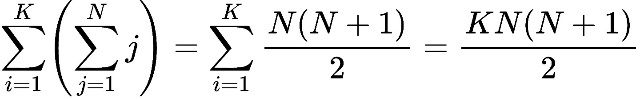 \sum_{i=1}^{K} \left( \sum_{j=1}^{N} j \right) = \sum_{i=1}^{K} \frac{N(N+1)}{2} = \frac{KN(N+1)}{2}